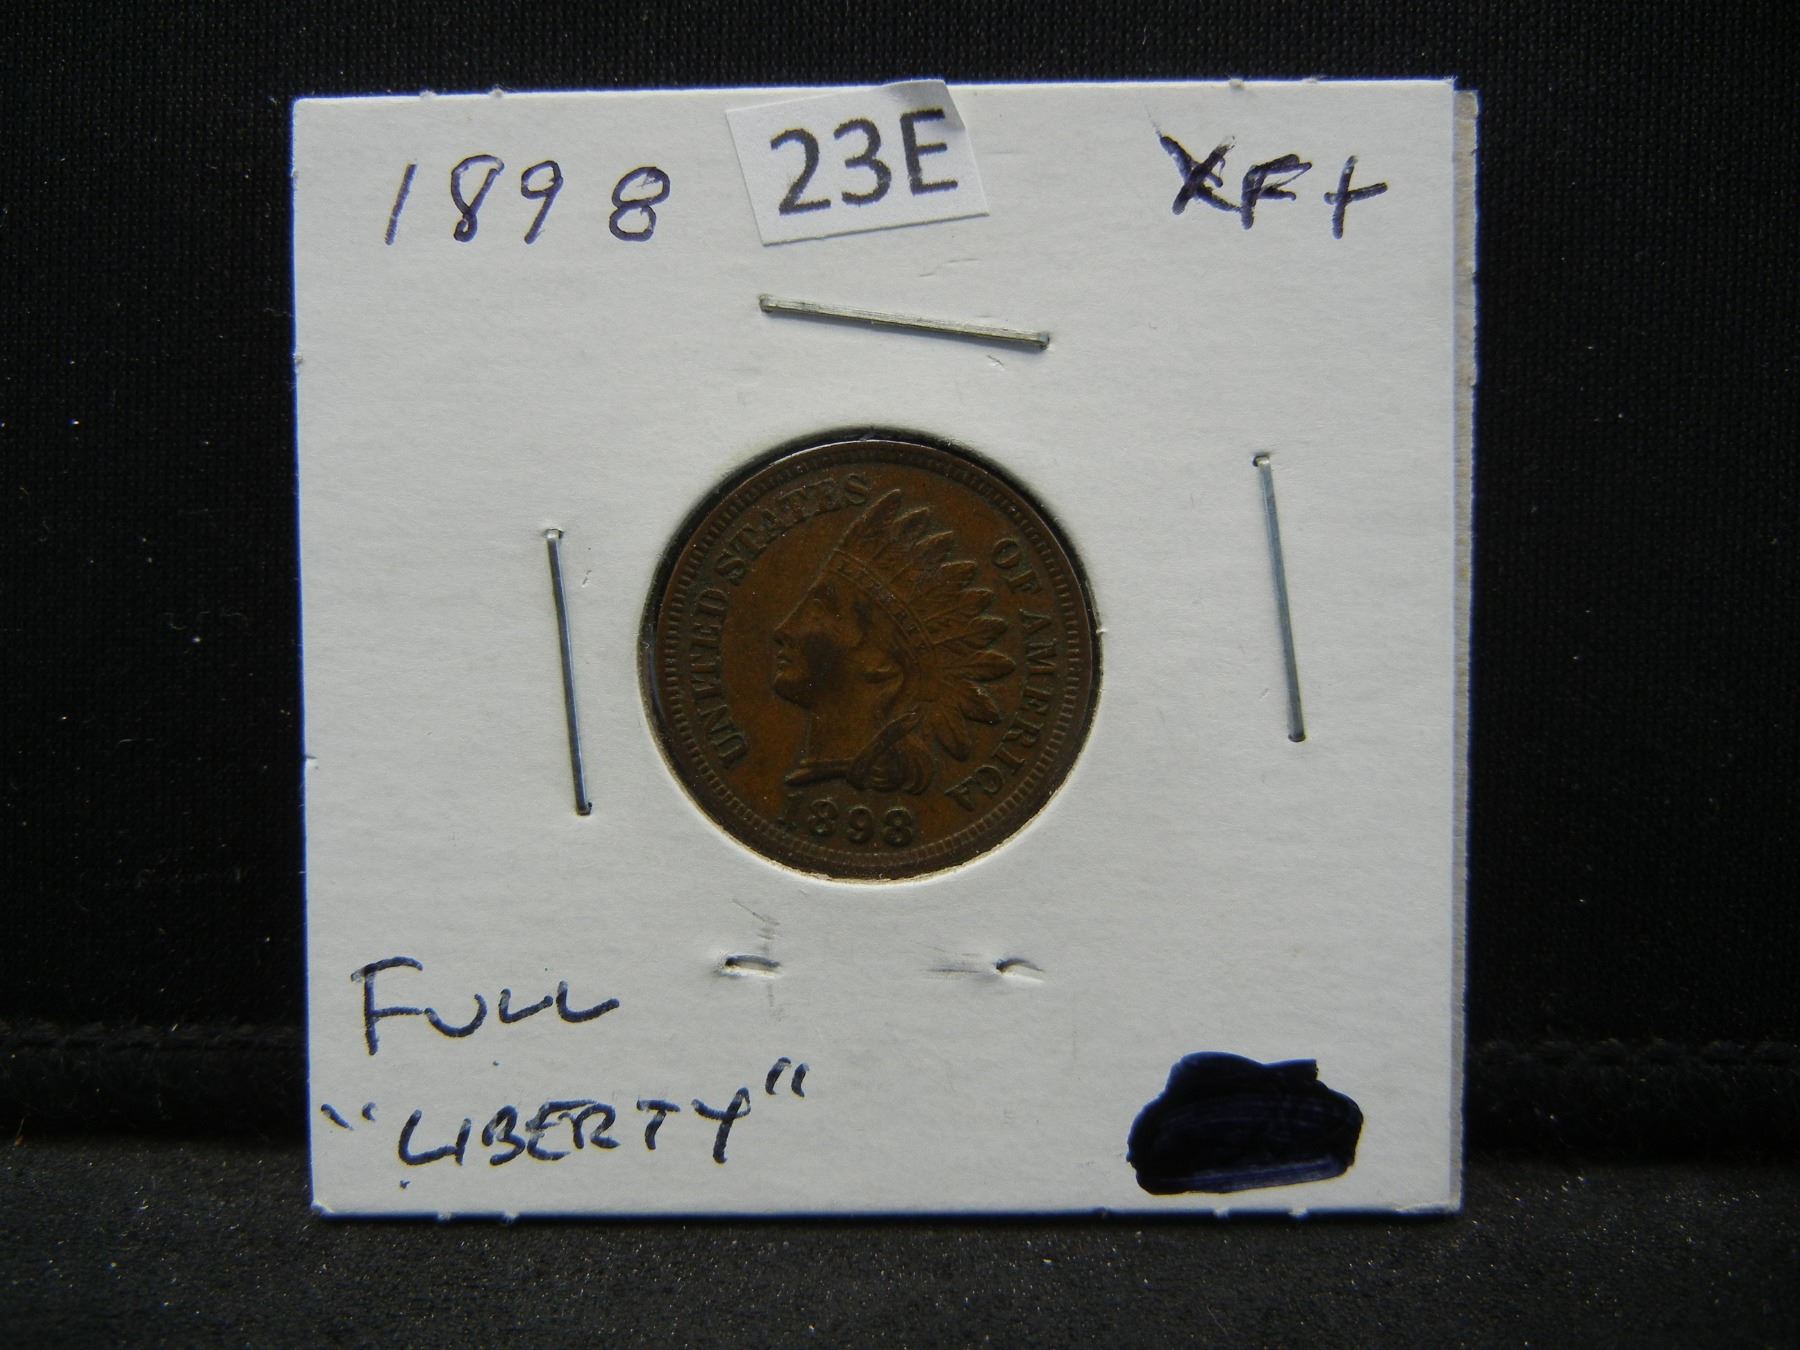 1898 23E XF+
UNITED STATES OF AMERICA
LIBERTY
1898
FULL
"LIBERTY"